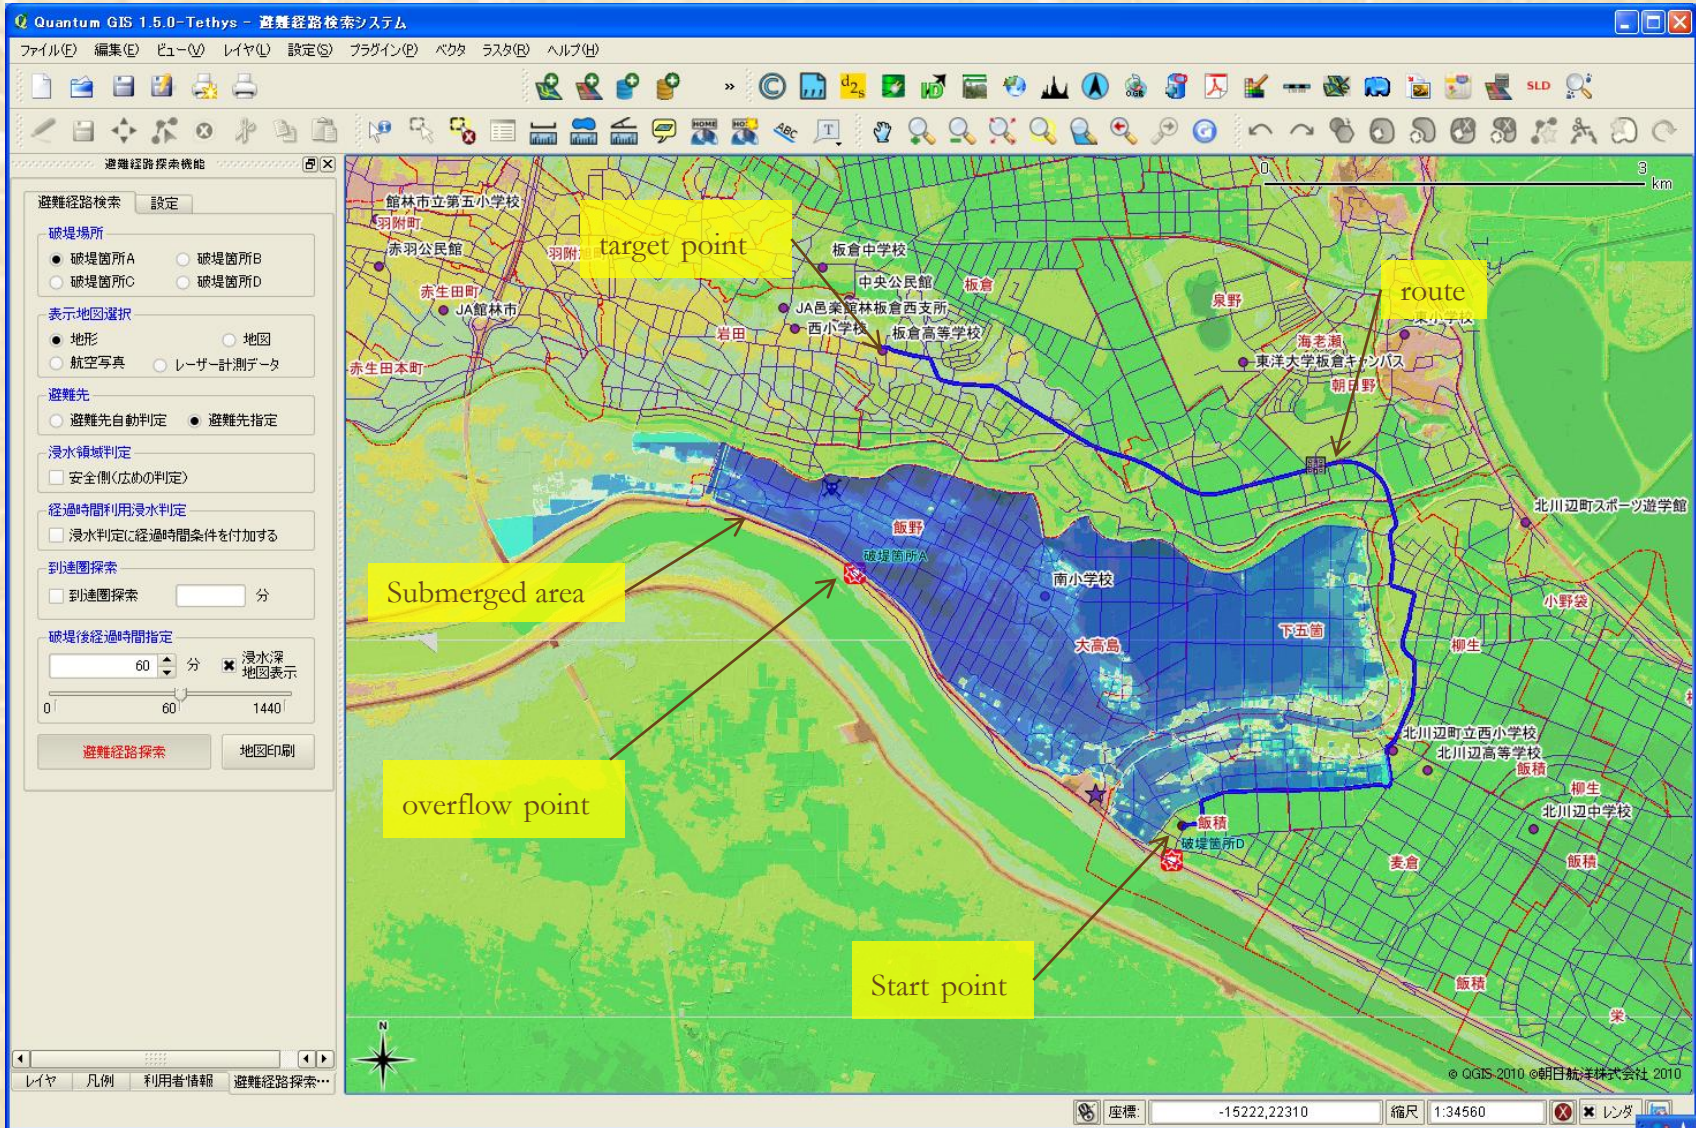 Quantum GIS 1.5.0-Tethys - 避難経路検索システム
ファイル(F) 編集(E) ビュー(V) レイヤ(L) 設定(S) プラグイン(P) ベクタ ラスタ(R) ヘルプ(H)
SLD
避難経路探索機能
避難経路検索 設定
破堤場所
破堤箇所A 破堤箇所B
破堤箇所C 破堤箇所D
表示地図選択
地形 地図
航空写真 レーザー計測データ
避難先
避難先自動判定 避難先指定
浸水領域判定
安全側(広めの判定)
経過時間利用浸水判定
浸水判定に経過時間条件を付加する
到達圏探索
到達圏探索 分
破堤後経過時間指定
60 分 浸水深
地図表示
0 60 1440
避難経路探索 地図印刷
レイヤ 凡例 利用者情報 避難経路探索…
0 3
km
館林市立第五小学校
羽附町
赤羽公民館
target point
板倉中学校
中央公民館
板倉
route
泉野
赤生田町
JA館林市
JA邑楽館林板倉西支所
西小学校
岩田
板倉高等学校
東小学校
海老瀬
東洋大学板倉キャンパス
朝日野
赤生田本町
北川辺町スポーツ遊学館
飯野
破堤箇所A
Submerged area
南小学校
小野袋
下五箇
大高島
柳生
北川辺町立西小学校
北川辺高等学校
飯積
overflow point
柳生
北川辺中学校
飯積
破堤箇所D
麦倉
飯積
Start point
飯積
栄
N
© QGIS 2010 ©朝日航洋株式会社 2010
座標: -15222,22310 縮尺 1:34560 レンダ